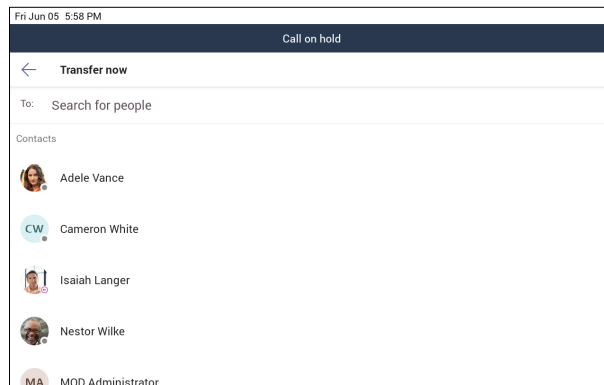 Fri Jun 05 5:58 PM
Call on hold
Transfer now
To: Search for people
Contacts
Adele Vance
CW Cameron White
Isaiah Langer
Nestor Wilke
MA MOD Administrator